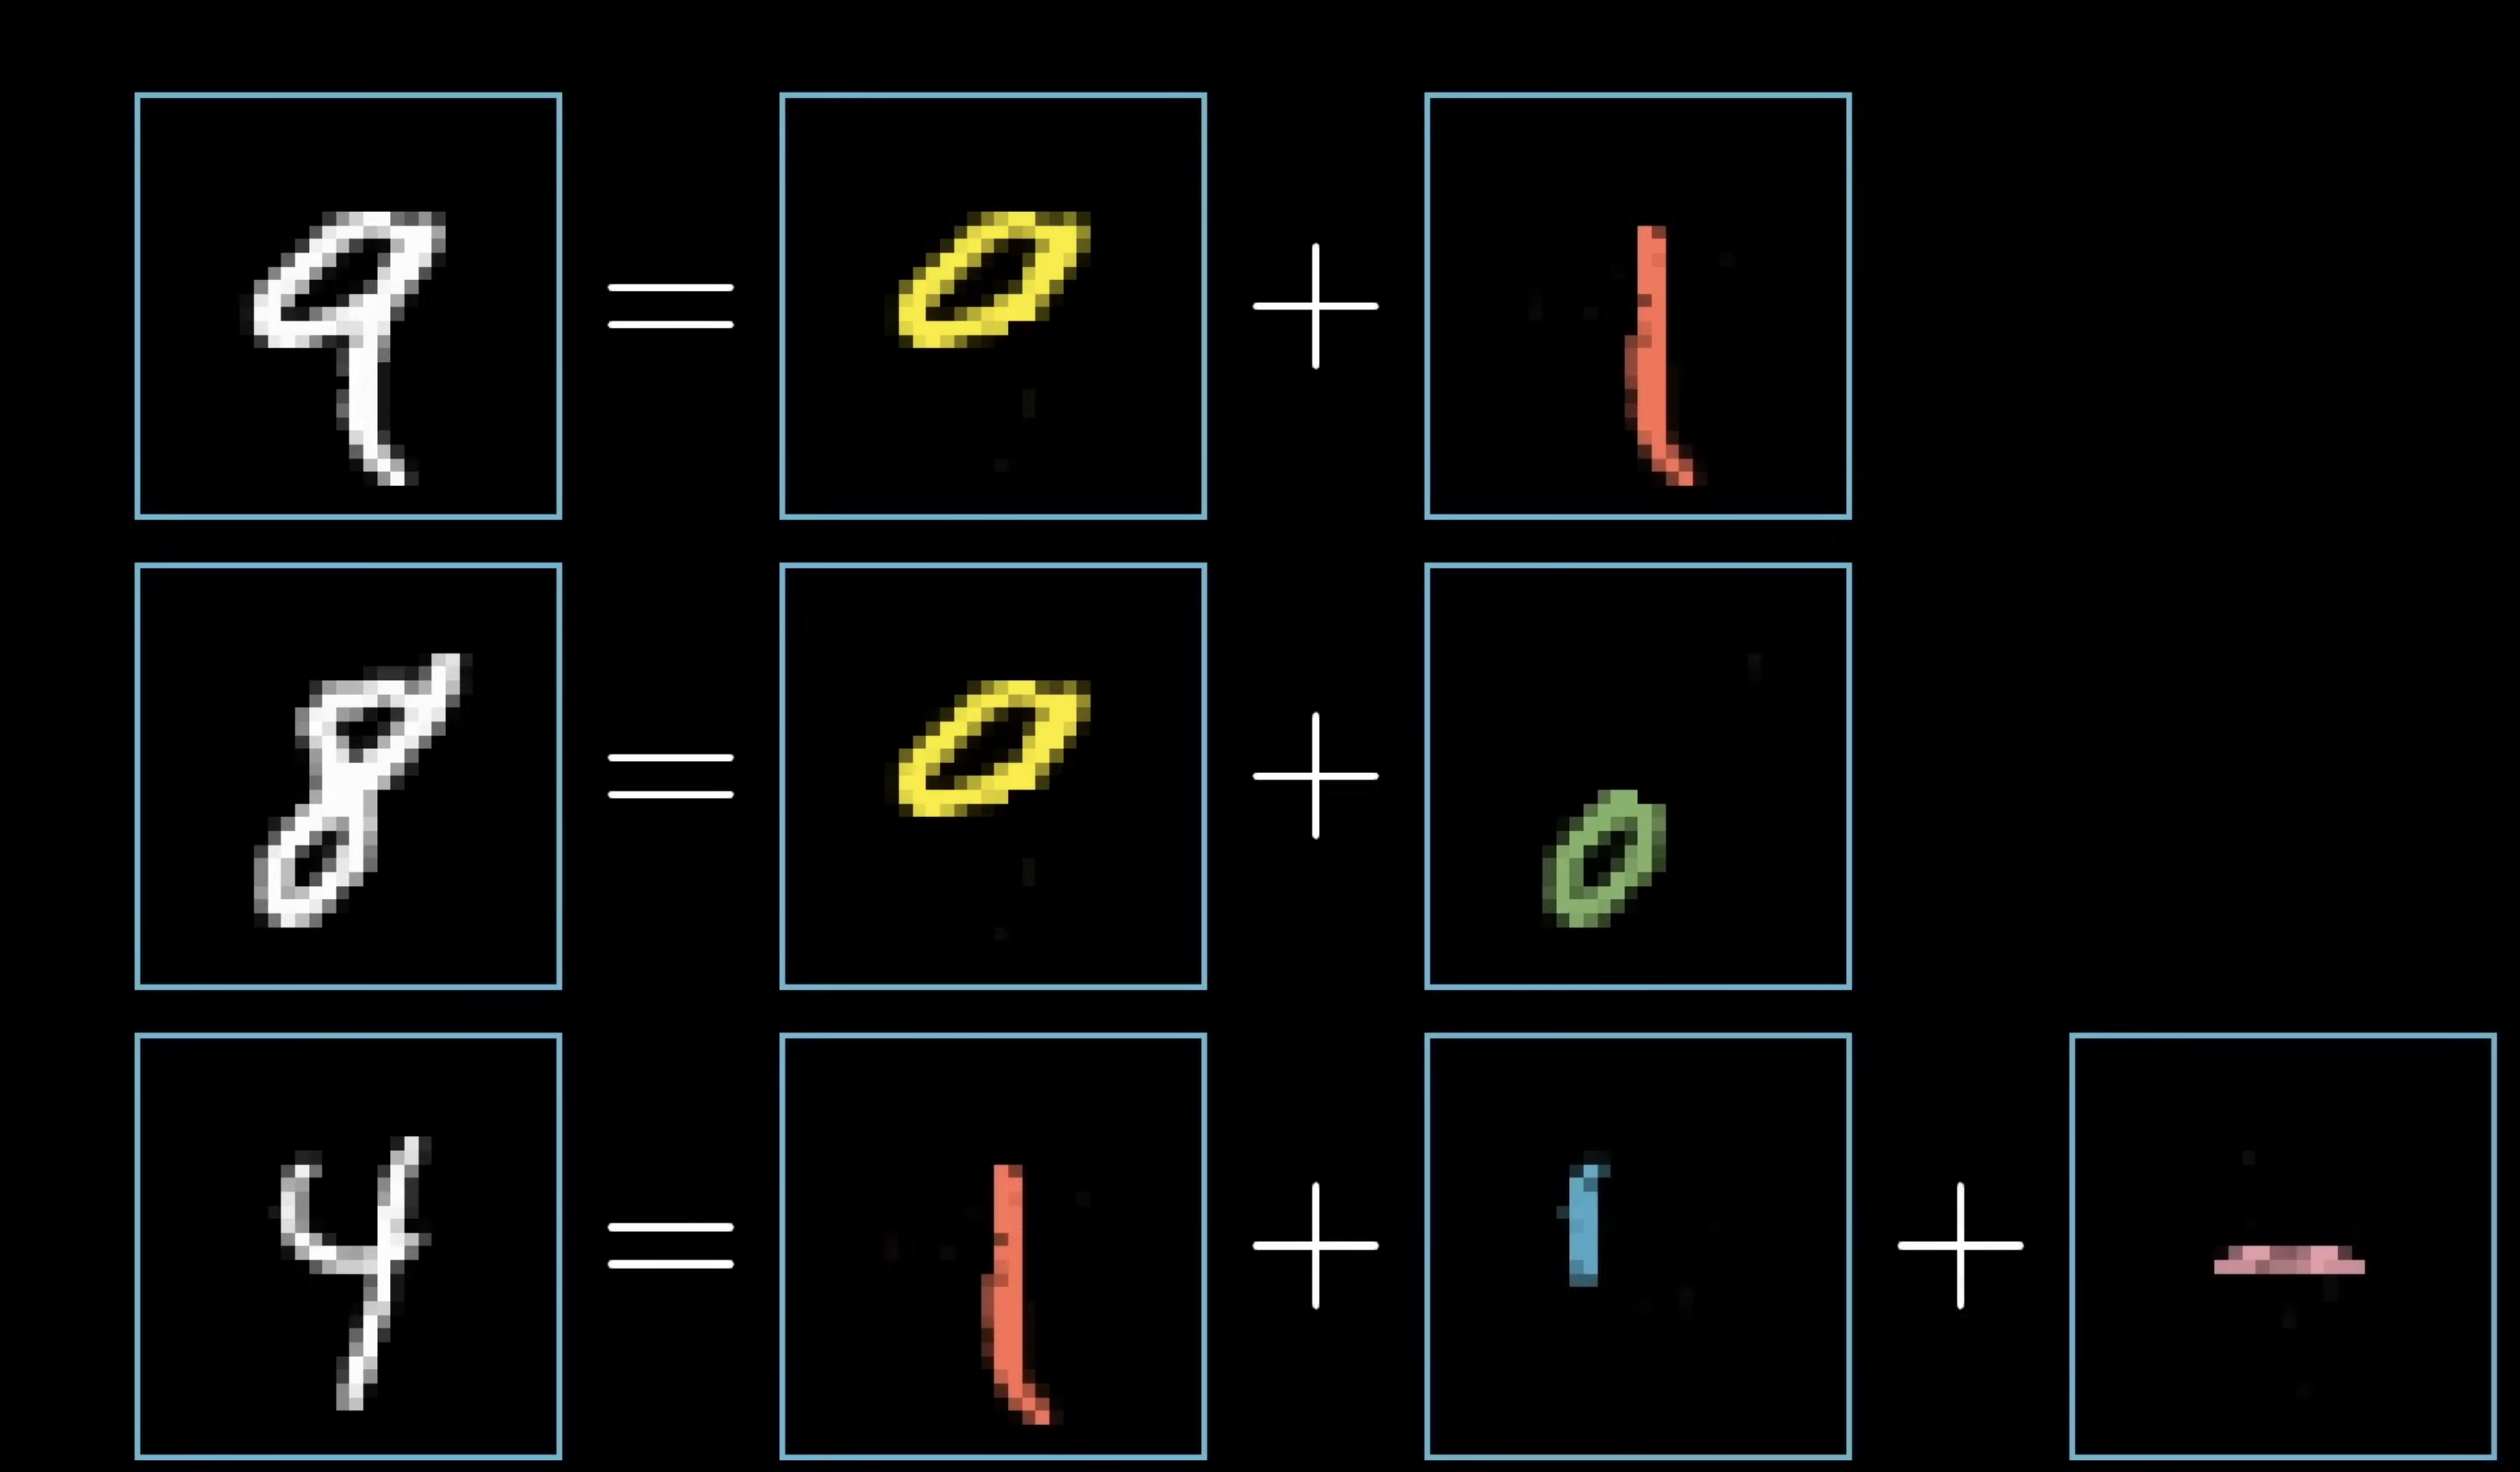 9 = +
8 = +
4 = + +